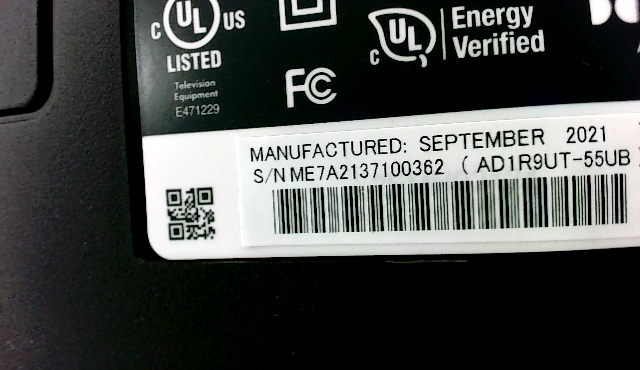 C UL US
LISTED
Television
Equipment
E471229
FC
C UL
Energy
Verified
MANUFACTURED: SEPTEMBER 2021
S/N ME7A2137100362 ( AD1R9UT-55UB